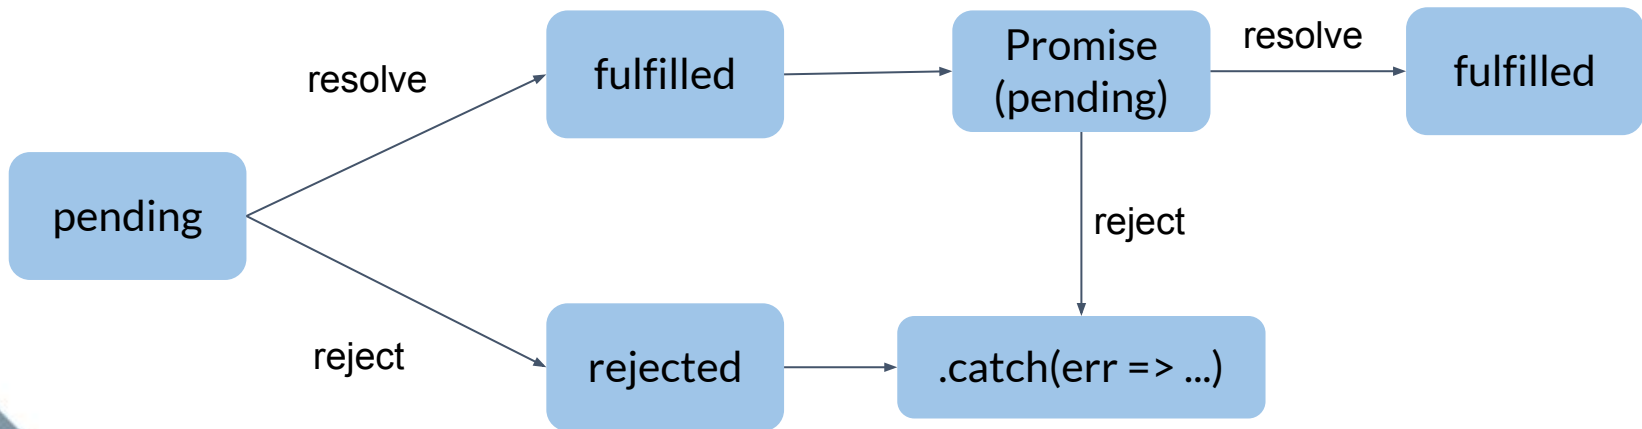 resolve
fulfilled
Promise
(pending)
resolve
fulfilled
pending
reject
reject
rejected
.catch(err => ...)